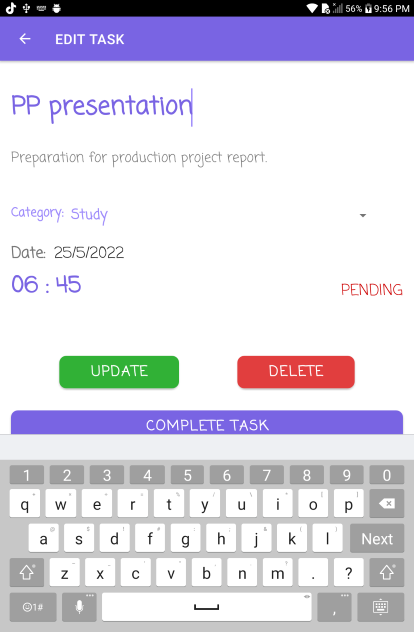 56% 9:56 PM
EDIT TASK
PP presentation
Preparation for production project report.
Category: Study
Date: 25/5/2022
06 : 45
PENDING
UPDATE DELETE
COMPLETE TASK
1 2 3 4 5 6 7 8 9 0
q w e r t y u i o p
a s d f g h j k l Next
z x c v b n m . ?
☺1# ,